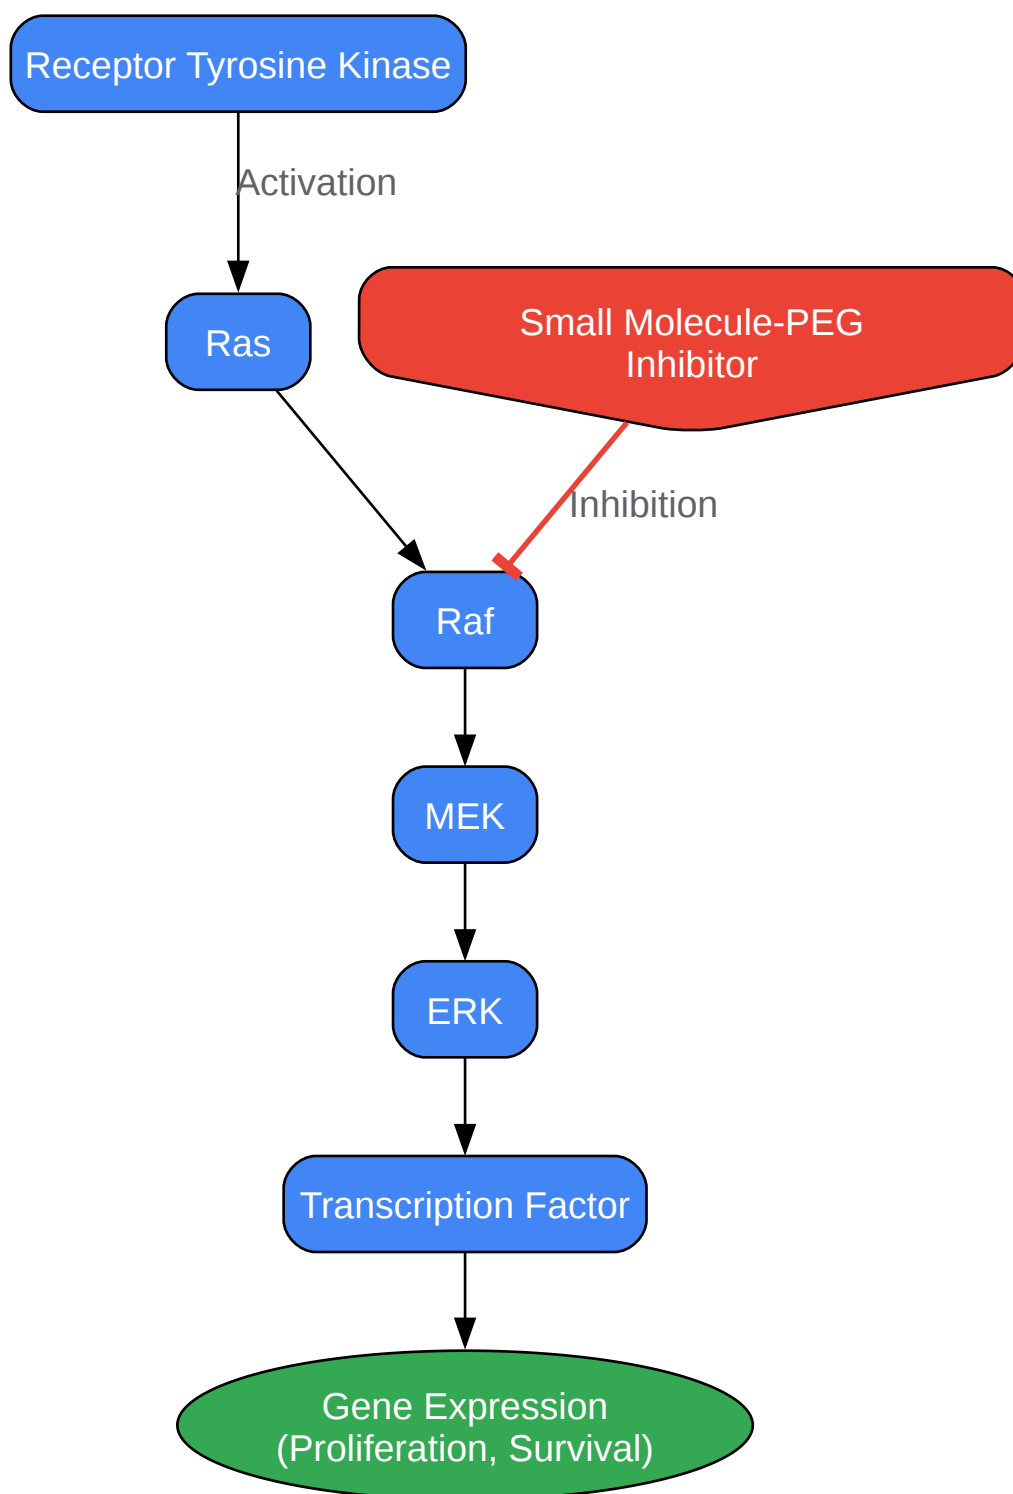 Receptor Tyrosine Kinase
Activation
Ras
Small Molecule-PEG
Inhibitor
Inhibition
Raf
MEK
ERK
Transcription Factor
Gene Expression
(Proliferation, Survival)